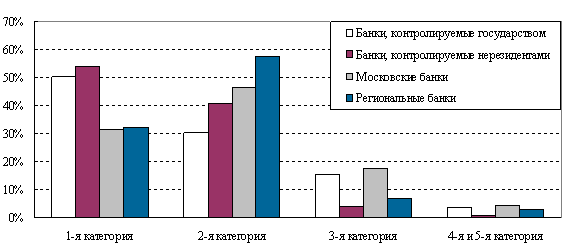 70%
60%
50%
40%
30%
20%
10%
0%
Банки, контролируемые государством
Банки, контролируемые нерезидентами
Московские банки
Региональные банки
1-я категория
2-я категория
3-я категория
4-я и 5-я категория